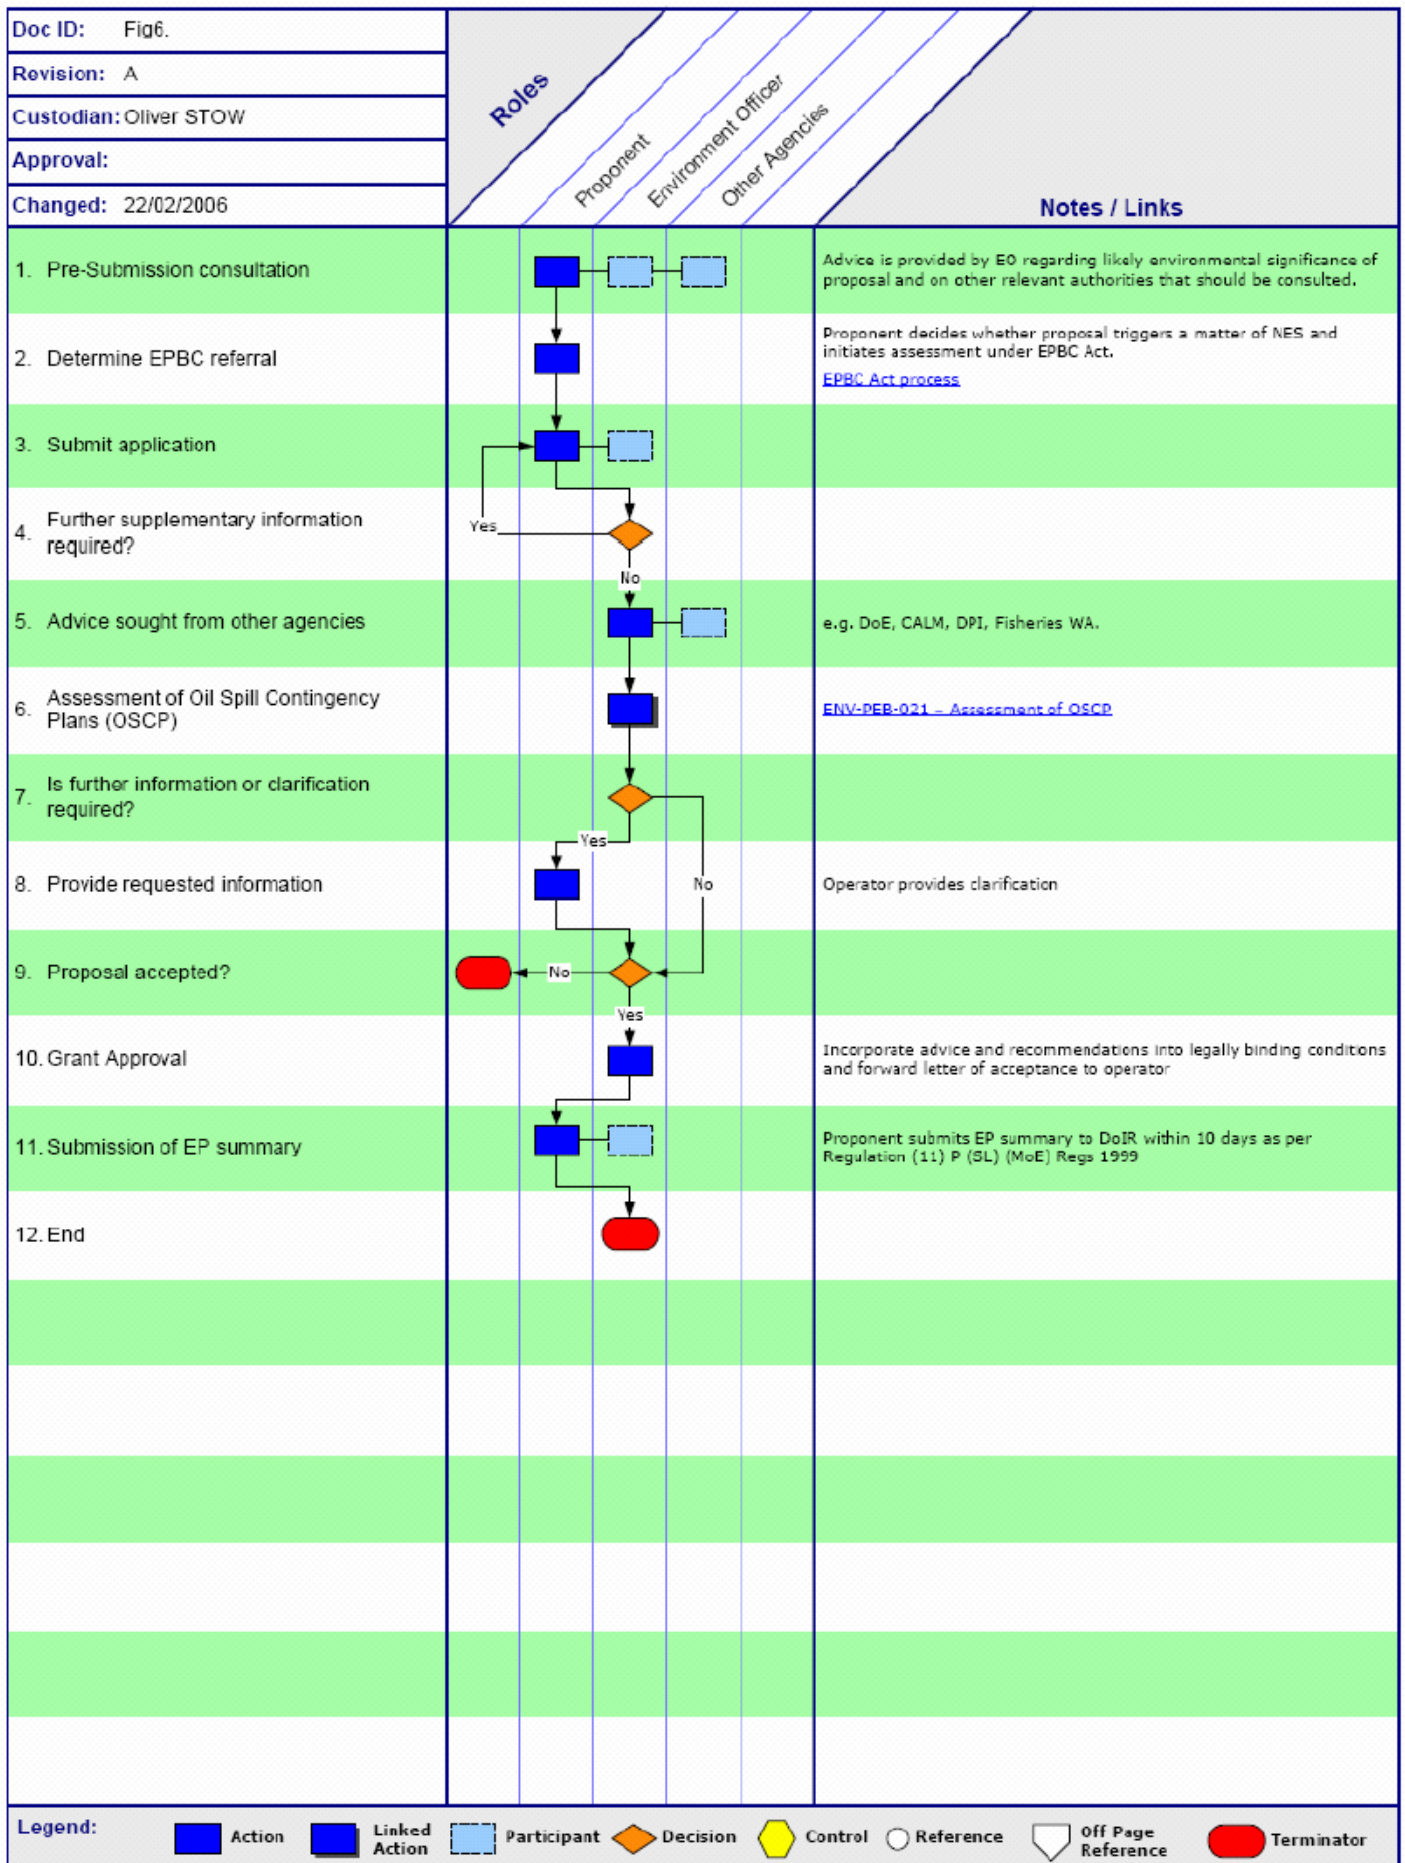 Doc ID: Fig6.
Revision: A
Custodian: Oliver STOW
Approval:
Changed: 22/02/2006
Roles
Proponent
Environment Officer
Other Agencies
Notes / Links
1. Pre-Submission consultation
Advice is provided by EO regarding likely environmental significance of
proposal and on other relevant authorities that should be consulted.
2. Determine EPBC referral
Proponent decides whether proposal triggers a matter of NES and
initiates assessment under EPBC Act.
EPBC Act process
3. Submit application
4. Further supplementary information
required?
Yes
No
5. Advice sought from other agencies
e.g. DoE, CALM, DPI, Fisheries WA.
6. Assessment of Oil Spill Contingency
Plans (OSCP)
ENV-PEB-021 – Assessment of OSCP
7. Is further information or clarification
required?
Yes
8. Provide requested information
No
Operator provides clarification
9. Proposal accepted?
No
Yes
10. Grant Approval
Incorporate advice and recommendations into legally binding conditions
and forward letter of acceptance to operator
11. Submission of EP summary
Proponent submits EP summary to DoIR within 10 days as per
Regulation (11) P (SL) (MoE) Regs 1999
12. End
Legend:
Action
Linked
Action
Participant
Decision
Control
Reference
Off Page
Reference
Terminator